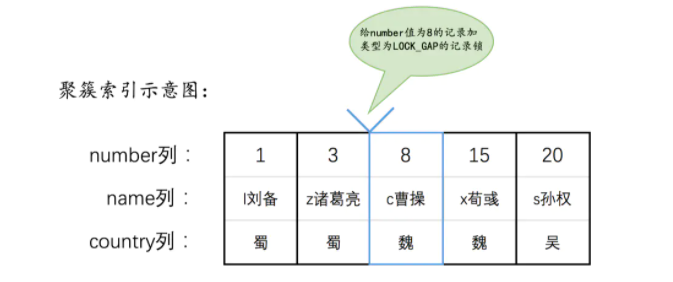 给number值为8的记录加
类型为LOCK_GAP的记录锁
聚簇索引示意图：
number列： 1 3 8 15 20
name列： l刘备 z诸葛亮 c曹操 x荀彧 s孙权
country列： 蜀 蜀 魏 魏 吴